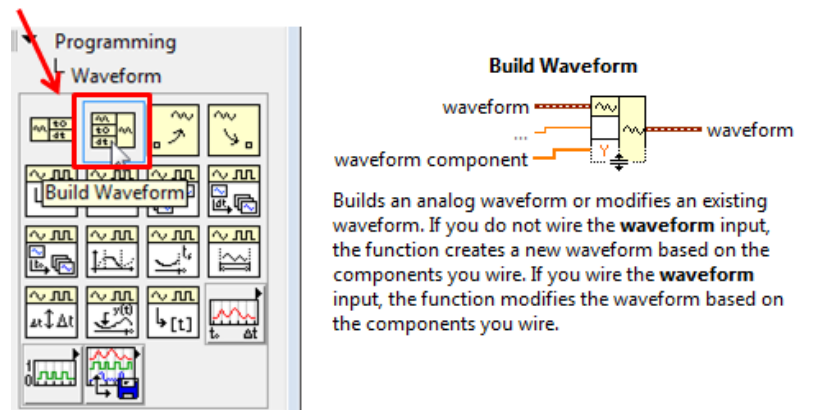 Programming
Waveform
Build Waveform
Build Waveform
waveform
...
waveform
waveform component
Y
Builds an analog waveform or modifies an existing
waveform. If you do not wire the waveform input,
the function creates a new waveform based on the
components you wire. If you wire the waveform
input, the function modifies the waveform based on
the components you wire.